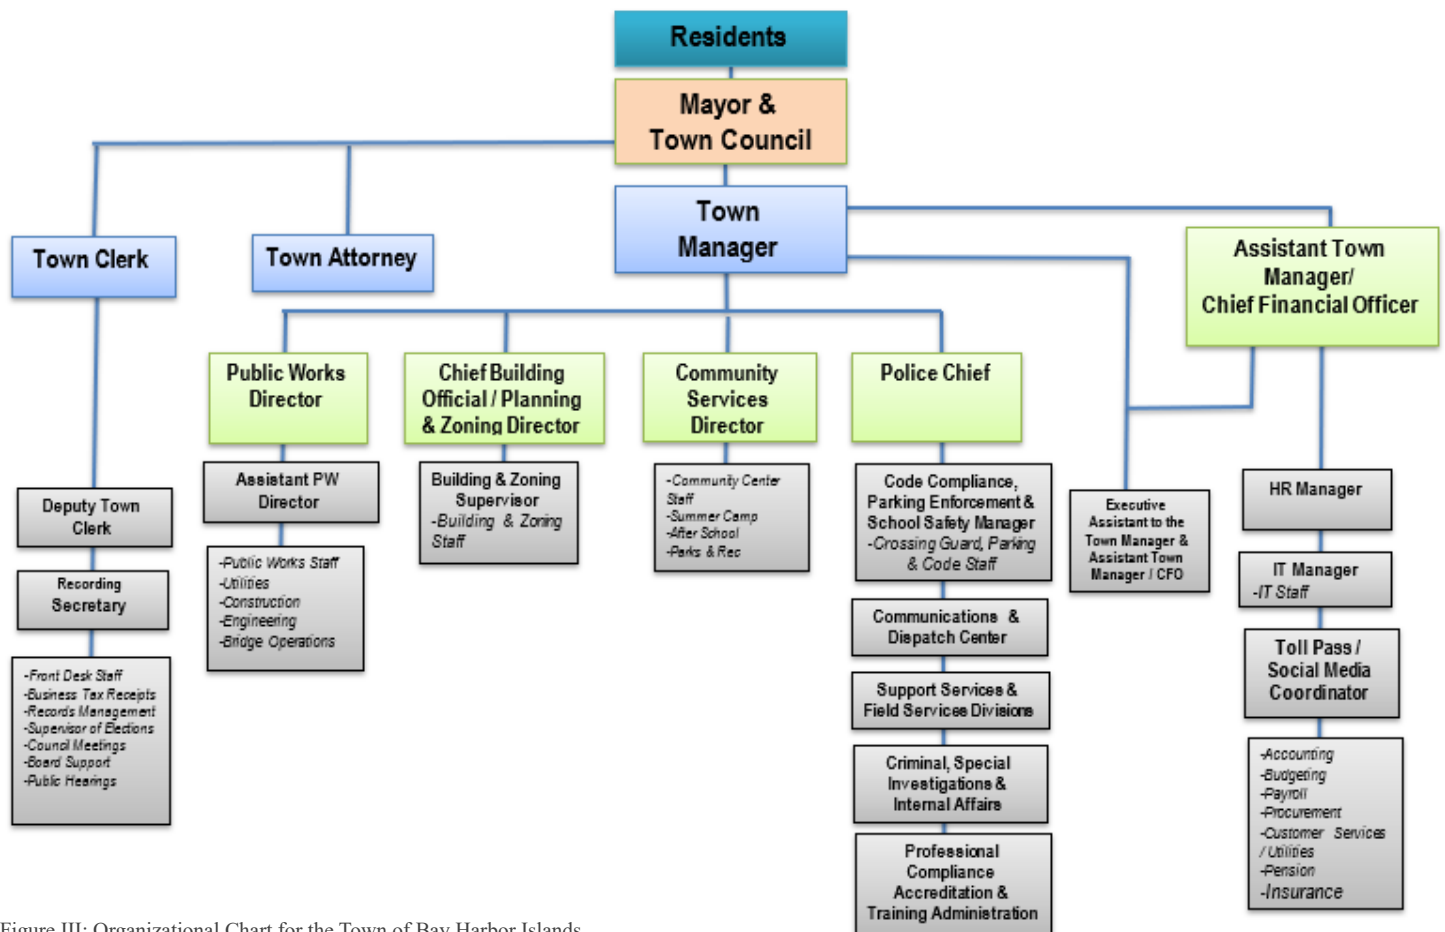 Residents
Mayor &
Town Council
Town
Manager
Town Clerk
Town Attorney
Assistant Town
Manager/
Chief Financial Officer
Public Works
Director
Chief Building
Official / Planning
& Zoning Director
Community
Services
Director
Police Chief
Deputy Town
Clerk
Recording
Secretary
-Front Desk Staff
-Business Tax Receipts
-Records Management
-Supervisor of Elections
-Council Meetings
-Board Support
-Public Hearings
Assistant PW
Director
-Public Works Staff
-Utilities
-Construction
-Engineering
-Bridge Operations
Building & Zoning
Supervisor
-Building & Zoning
Staff
-Community Center
Staff
-Summer Camp
-After School
-Parks & Rec
Code Compliance,
Parking Enforcement &
School Safety Manager
-Crossing Guard, Parking
& Code Staff
Communications &
Dispatch Center
Support Services &
Field Services Divisions
Criminal, Special
Investigations &
Internal Affairs
Professional
Compliance
Accreditation &
Training Administration
Executive
Assistant to the
Town Manager &
Assistant Town
Manager / CFO
HR Manager
IT Manager
-IT Staff
Toll Pass /
Social Media
Coordinator
-Accounting
-Budgeting
-Payroll
-Procurement
-Customer Services
/ Utilities
-Pension
-Insurance
Figure III: Organizational Chart for the Town of Bay Harbor Islands